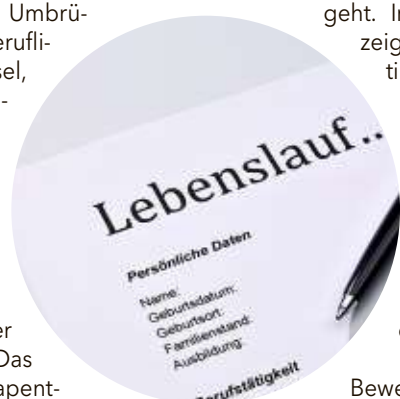 Umbrü-
erufli-
sel,
-
er
Das
apent-
geht. I
zeig
ti
Bewe
Lebenslauf...
Persönliche Daten
Name:
Geburtsdatum:
Geburtsort:
Familienstand:
Ausbildung:
Berufstätigkeit